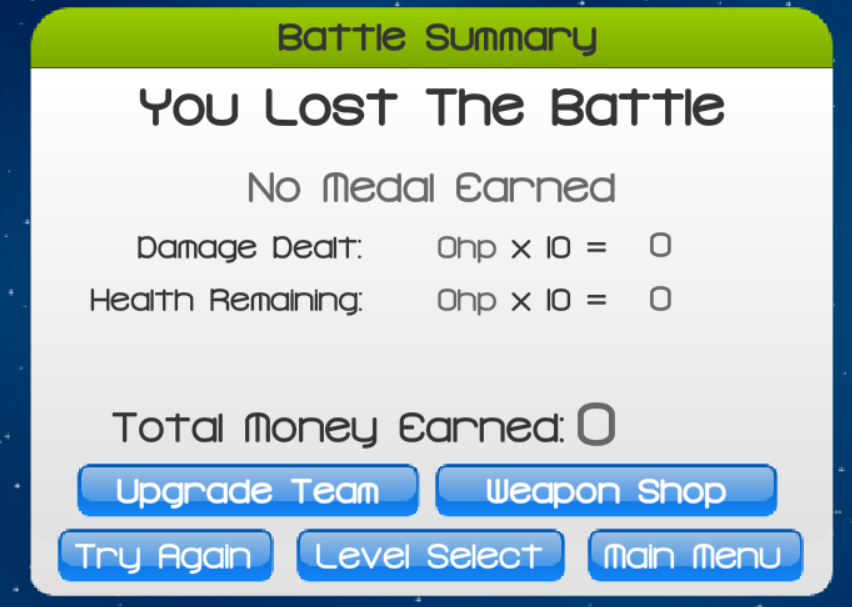 Battle Summary
You Lost The Battle
No Medal Earned
Damage Dealt: 0hp x 10 = 0
Health Remaining: 0hp x 10 = 0
Total Money Earned: 0
Upgrade Team Weapon Shop
Try Again Level Select Main Menu